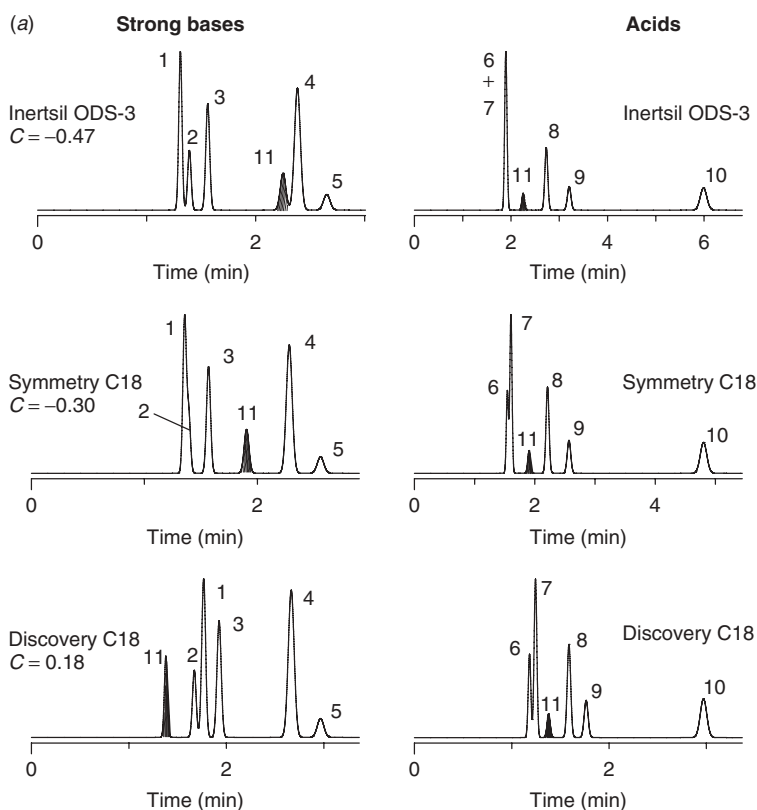 (a) Strong bases Acids
1 2 3 4 11 5
Inertsil ODS-3
C = −0.47
0 2
Time (min)
6
+
7
11 8 9 10
Inertsil ODS-3
0 2 4 6
Time (min)
1 2 3 11 4 5
Symmetry C18
C = −0.30
0 2
Time (min)
6 7 11 8 9 10
Symmetry C18
0 2 4
Time (min)
11 2 1 3 4 5
Discovery C18
C = 0.18
0 2
Time (min)
6 7 11 8 9 10
Discovery C18
0 2
Time (min)